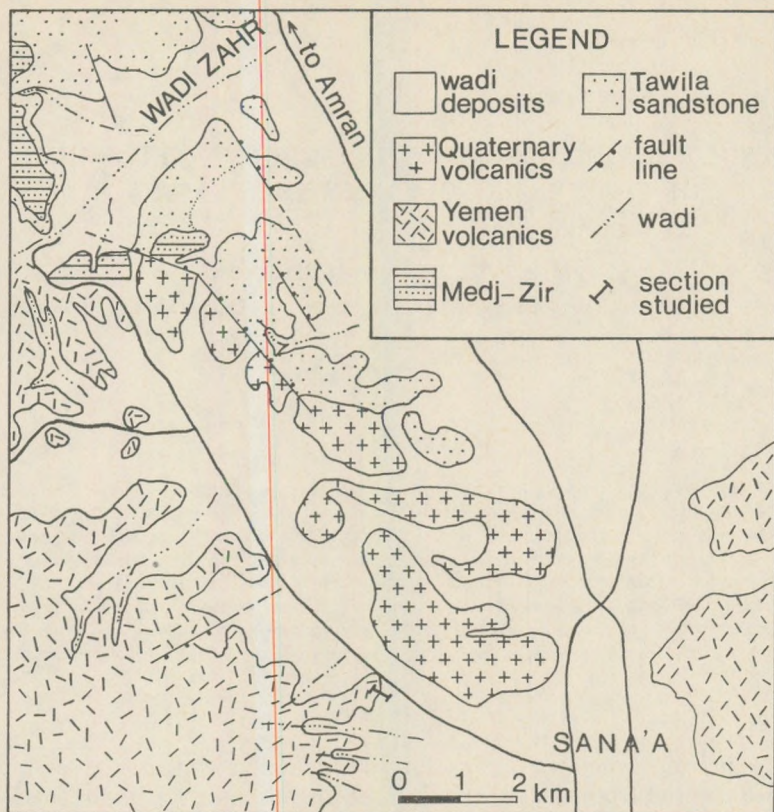 WADI ZAHR
to Amran
LEGEND
wadi
deposits
Tawila
sandstone
Quaternary
volcanics
fault
line
Yemen
volcanics
wadi
Medj-Zir
section
studied
SANA'A
0 1 2 km